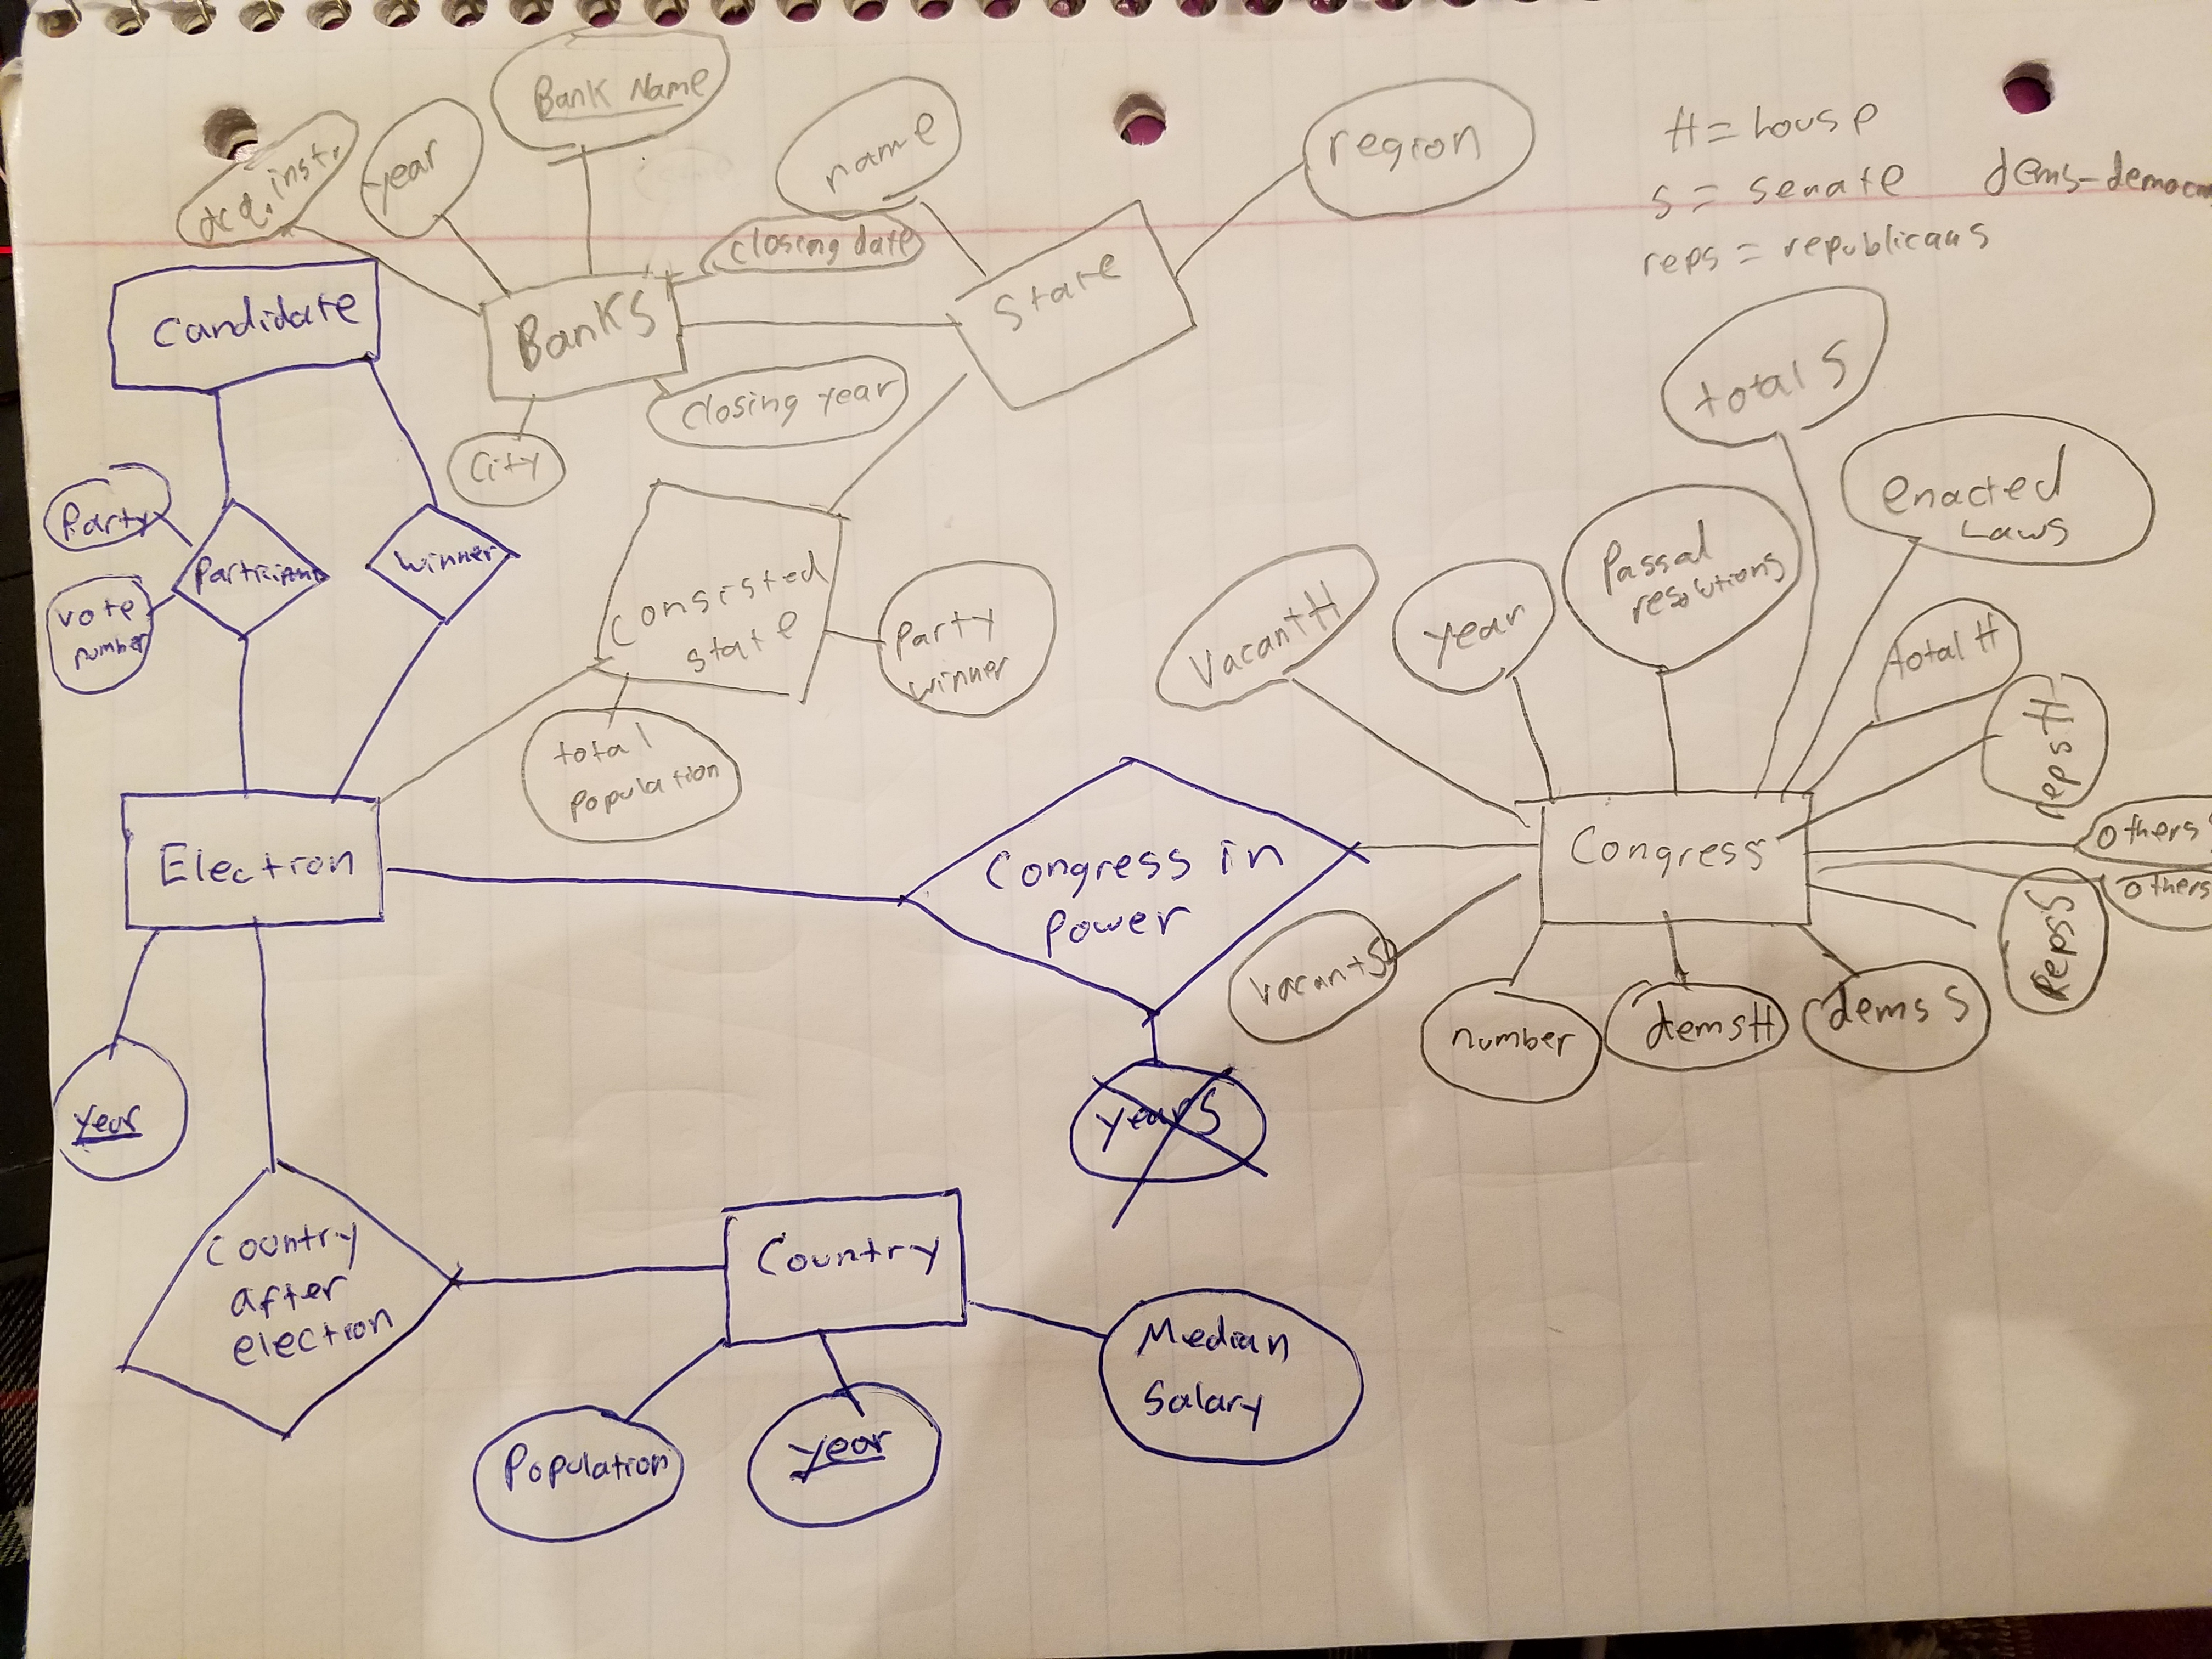 Bank Name
acq. inst.
year
name
region
H = house
S = senate
dems - democra
reps = republicans
closing date
Candidate
Banks
State
closing year
city
total S
enacted
Laws
Party
Participant
winner
vote
number
Consisted
state
party
winner
total
population
Vacant H
year
Passal
resolutions
total H
reps H
Election
Congress in
power
Congress
others S
others
Vacant S
number
dems H
dems S
Reps S
year
years
Country
after
election
Country
Median
Salary
Population
year